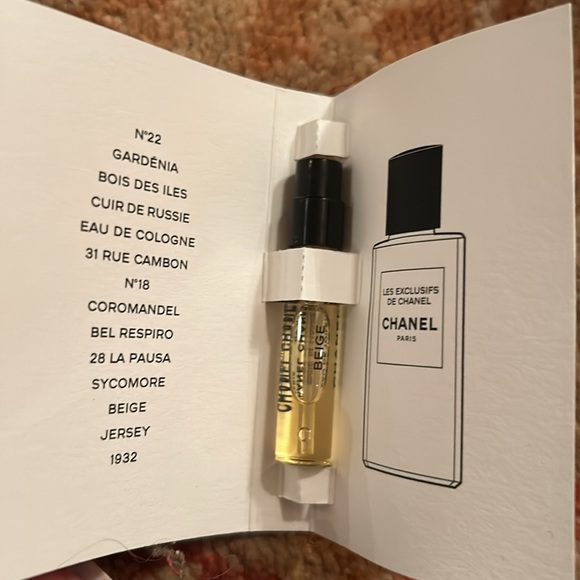 N°22
GARDÉNIA
BOIS DES ILES
CUIR DE RUSSIE
EAU DE COLOGNE
31 RUE CAMBON
N°18
COROMANDEL
BEL RESPIRO
28 LA PAUSA
SYCOMORE
BEIGE
JERSEY
1932
BEIGE
LES EXCLUSIFS
DE CHANEL
CHANEL
PARIS